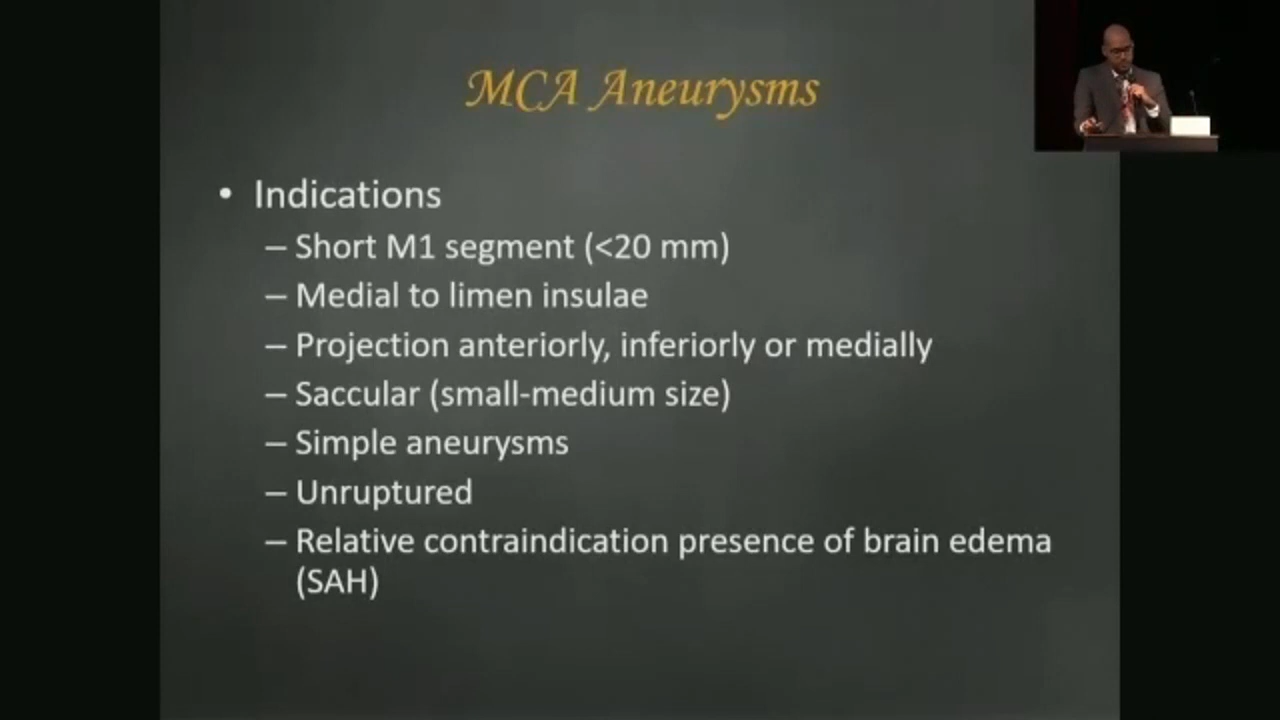 MCA Aneurysms
• Indications
– Short M1 segment (<20 mm)
– Medial to limen insulae
– Projection anteriorly, inferiorly or medially
– Saccular (small-medium size)
– Simple aneurysms
– Unruptured
– Relative contraindication presence of brain edema
(SAH)